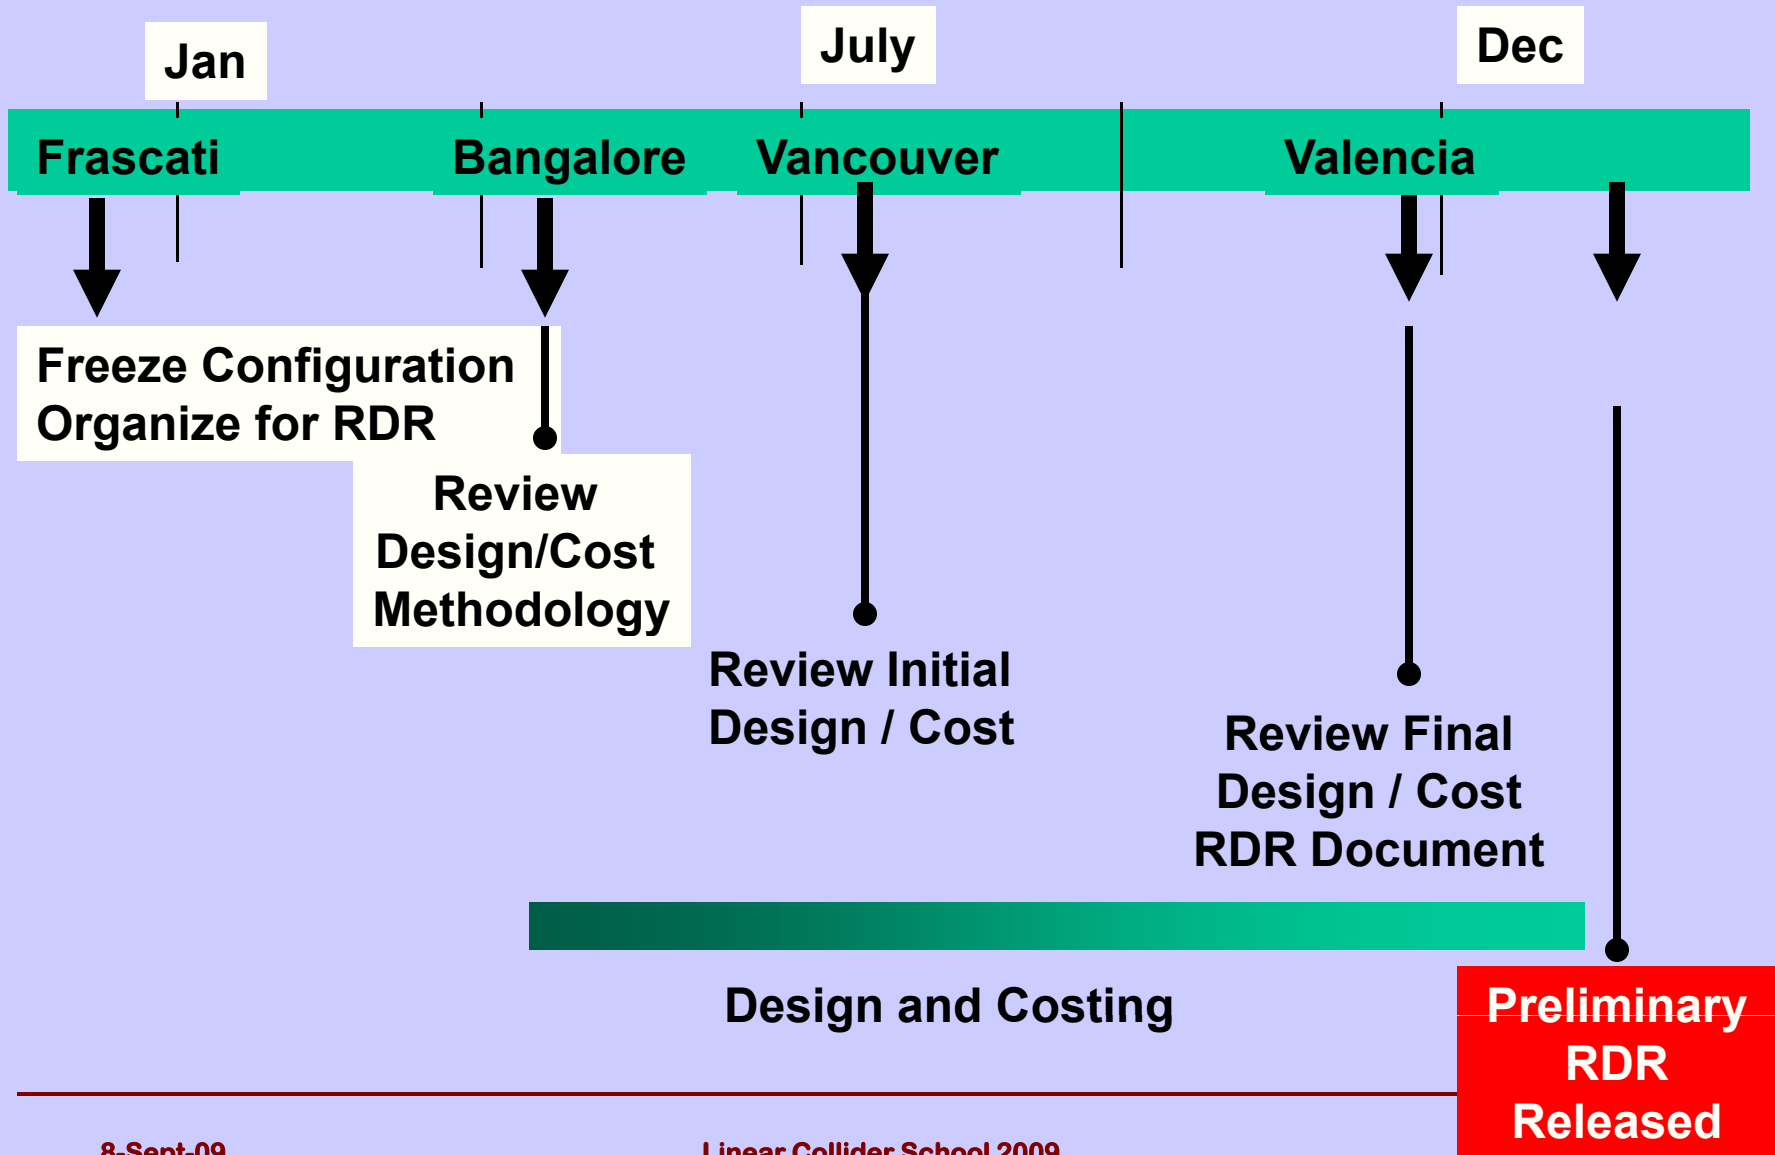 Jan
July
Dec
Frascati
Bangalore
Vancouver
Valencia
Freeze Configuration
Organize for RDR
Review
Design/Cost
Methodology
Review Initial
Design / Cost
Review Final
Design / Cost
RDR Document
Design and Costing
Preliminary
RDR
Released
8-Sept-09
Linear Collider School 2009